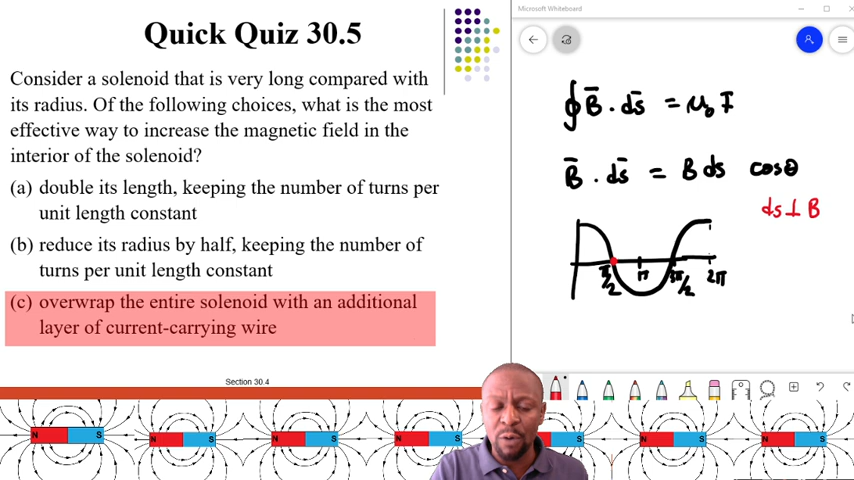 Quick Quiz 30.5
Consider a solenoid that is very long compared with
its radius. Of the following choices, what is the most
effective way to increase the magnetic field in the
interior of the solenoid?
(a) double its length, keeping the number of turns per
unit length constant
(b) reduce its radius by half, keeping the number of
turns per unit length constant
(c) overwrap the entire solenoid with an additional
layer of current-carrying wire
Section 30.4
Microsoft Whiteboard
∮B̄ · ds̄ = μ₀ I
B̄ · ds̄ = B ds cosθ
ds ⊥ B
π/2 π 3π/2 2π
N S N S N S N S S N S N S